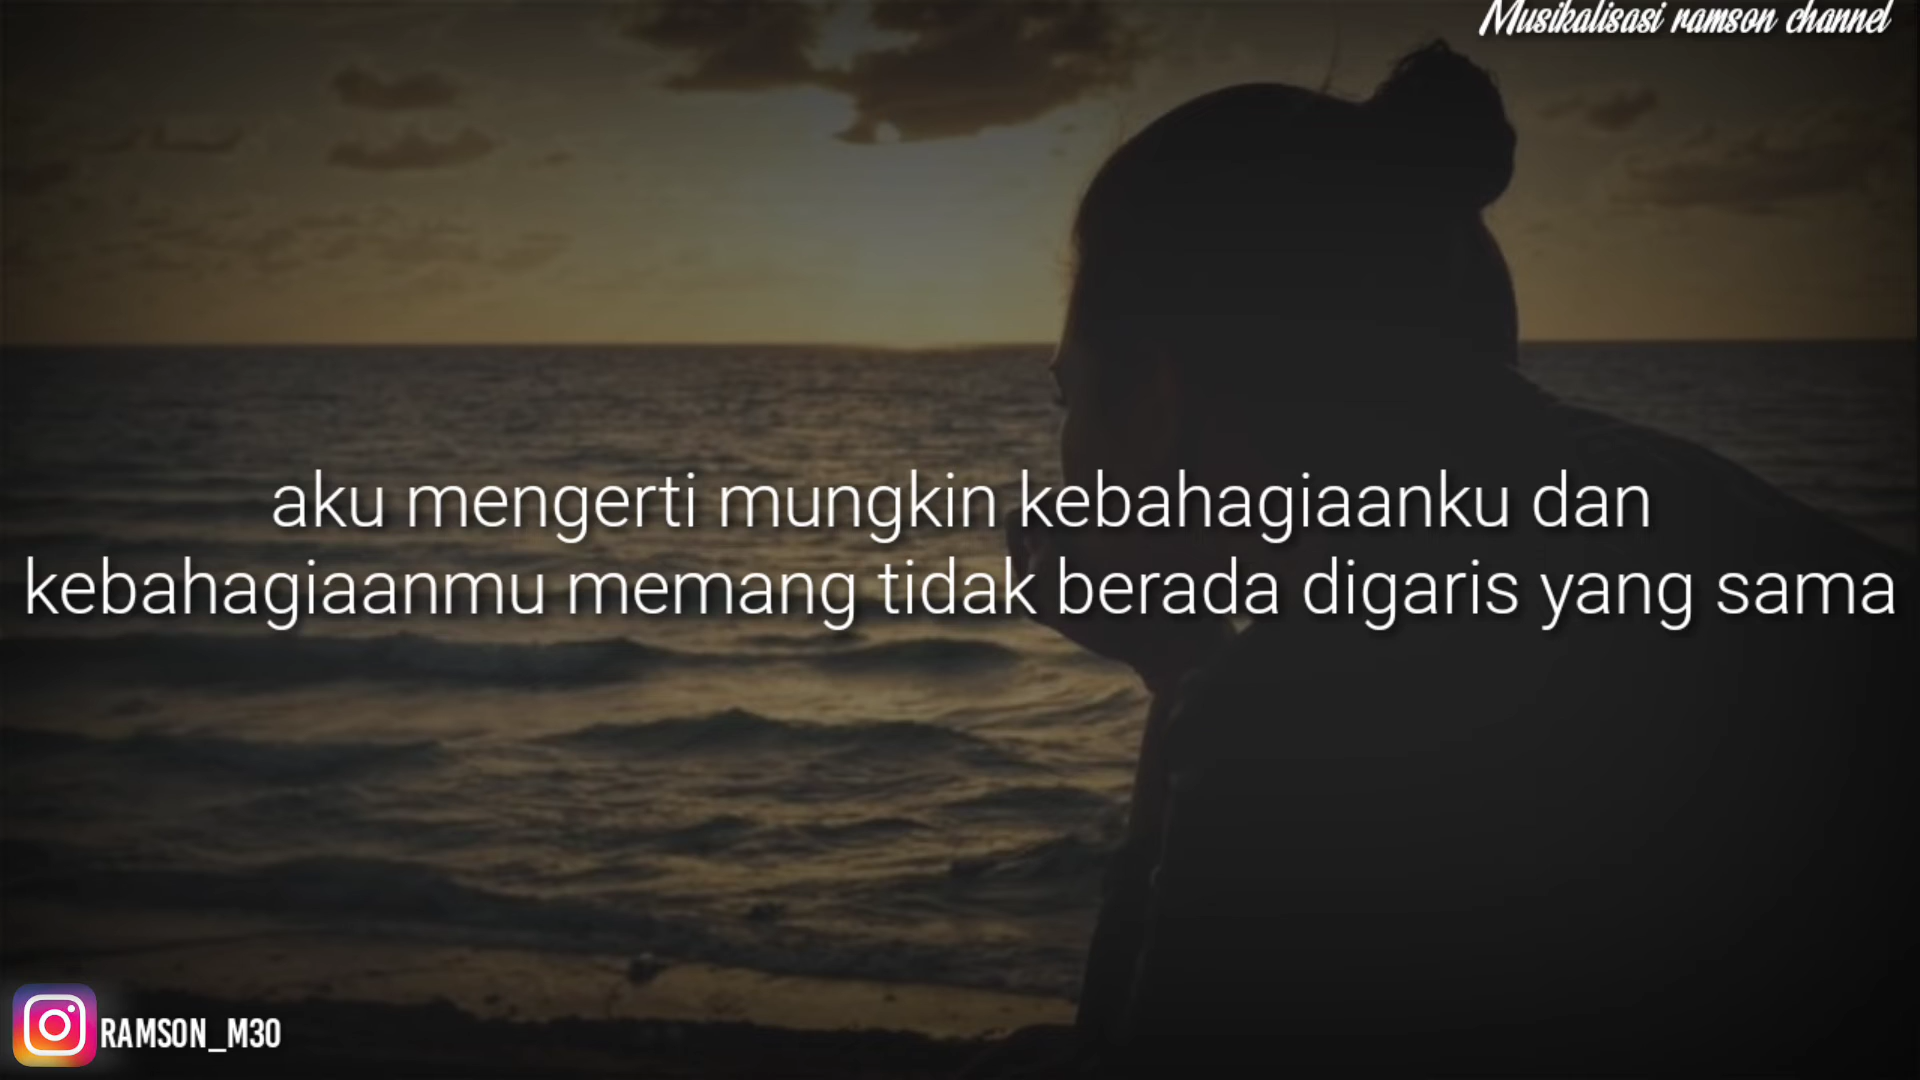 Musikalisasi ramson channel
aku mengerti mungkin kebahagiaanku dan
kebahagiaanmu memang tidak berada digaris yang sama
RAMSON_M30